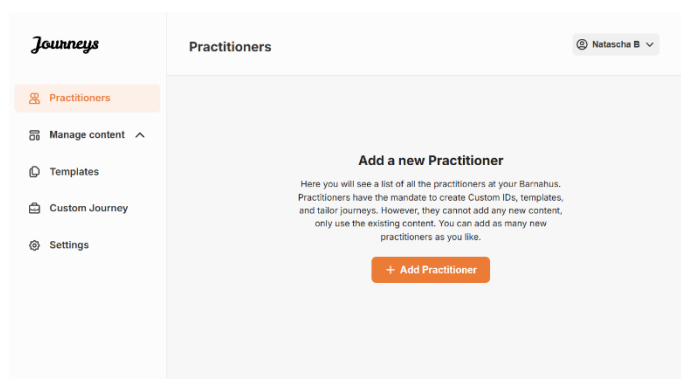 Journeys
Practitioners
Natascha B
Practitioners
Manage content
Templates
Custom Journey
Settings
Add a new Practitioner
Here you will see a list of all the practitioners at your Barnahus.
Practitioners have the mandate to create Custom IDs, templates,
and tailor journeys. However, they cannot add any new content,
only use the existing content. You can add as many new
practitioners as you like.
+ Add Practitioner